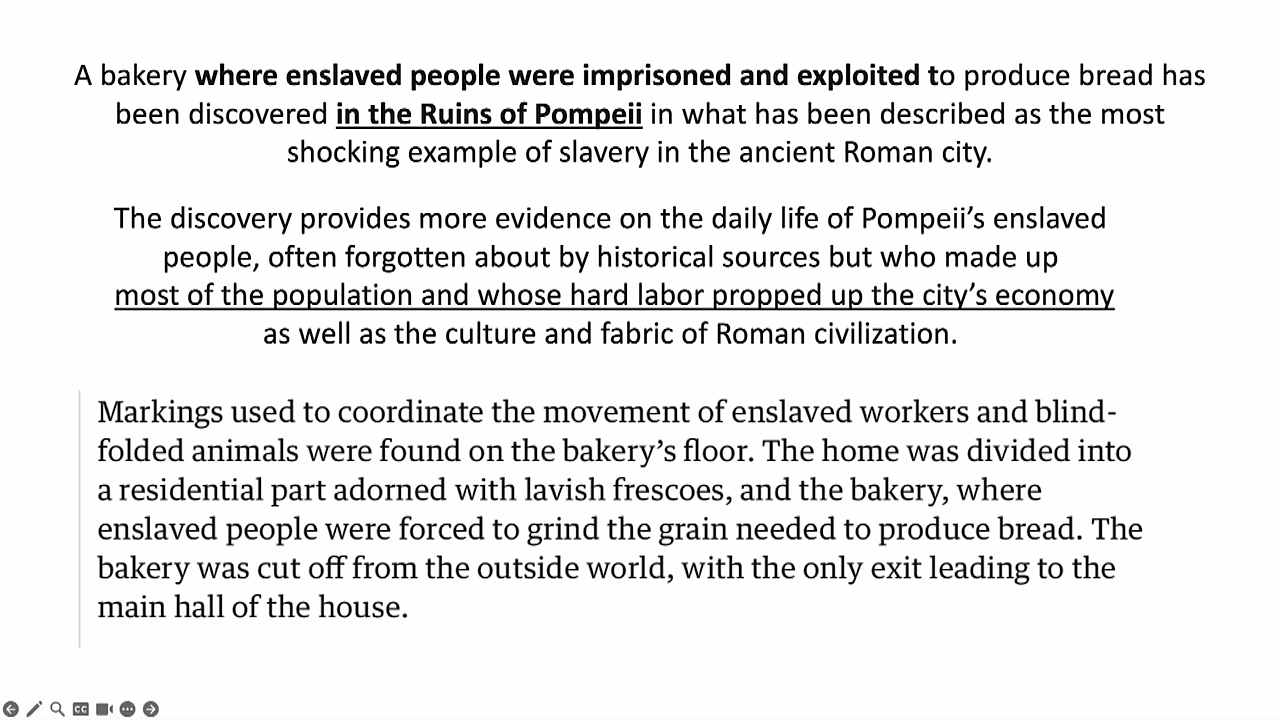 A bakery where enslaved people were imprisoned and exploited to produce bread has
been discovered in the Ruins of Pompeii in what has been described as the most
shocking example of slavery in the ancient Roman city.
The discovery provides more evidence on the daily life of Pompeii’s enslaved
people, often forgotten about by historical sources but who made up
most of the population and whose hard labor propped up the city’s economy
as well as the culture and fabric of Roman civilization.
Markings used to coordinate the movement of enslaved workers and blind-
folded animals were found on the bakery’s floor. The home was divided into
a residential part adorned with lavish frescoes, and the bakery, where
enslaved people were forced to grind the grain needed to produce bread. The
bakery was cut off from the outside world, with the only exit leading to the
main hall of the house.
CC